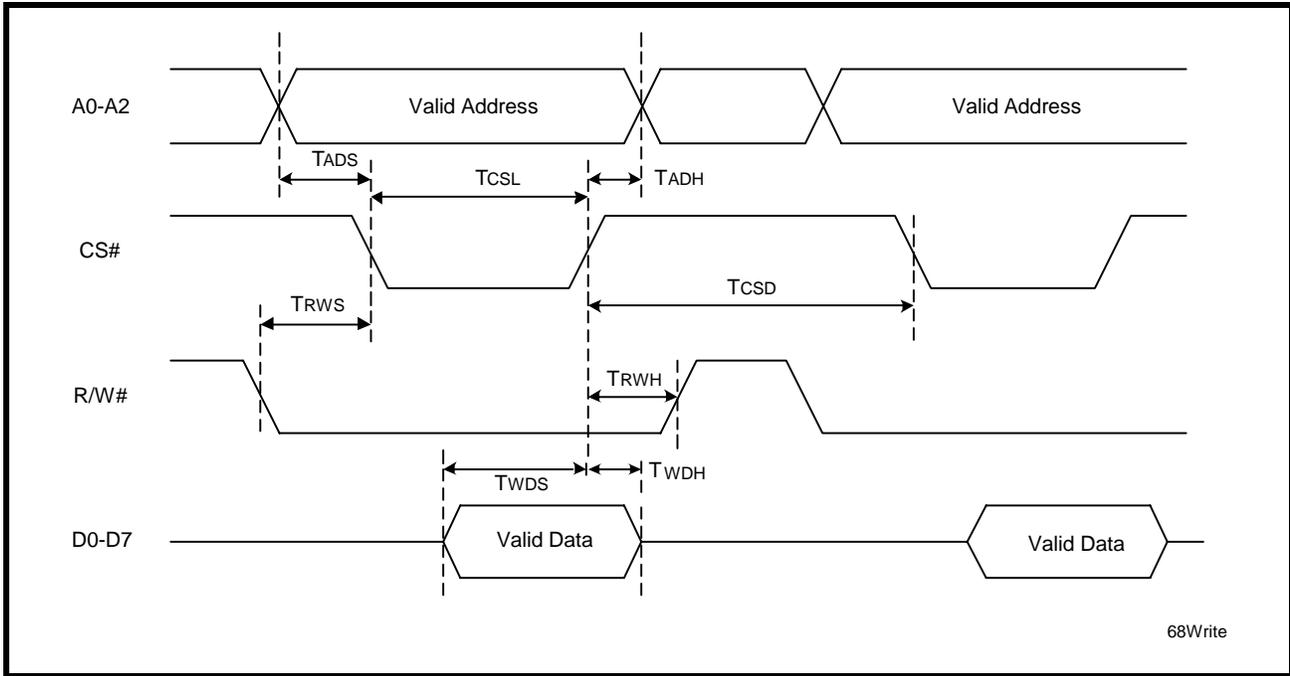 A0-A2
Valid Address
Valid Address
TADS
TCSL
TADH
CS#
TCSD
TRWS
R/W#
TRWH
TWDS
TWDH
D0-D7
Valid Data
Valid Data
68Write